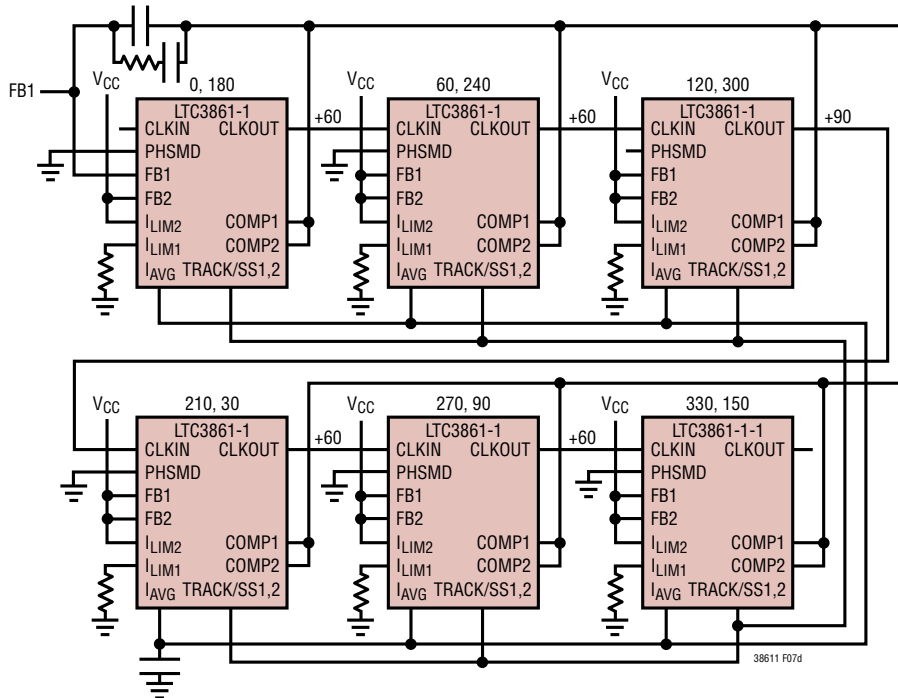 FB1
VCC
0, 180
LTC3861-1
CLKIN CLKOUT
PHSMD
FB1
FB2
ILIM2 COMP1
ILIM1 COMP2
IAVG TRACK/SS1,2
+60
VCC
60, 240
LTC3861-1
CLKIN CLKOUT
PHSMD
FB1
FB2
ILIM2 COMP1
ILIM1 COMP2
IAVG TRACK/SS1,2
+60
VCC
120, 300
LTC3861-1
CLKIN CLKOUT
PHSMD
FB1
FB2
ILIM2 COMP1
ILIM1 COMP2
IAVG TRACK/SS1,2
+90
VCC
210, 30
LTC3861-1
CLKIN CLKOUT
PHSMD
FB1
FB2
ILIM2 COMP1
ILIM1 COMP2
IAVG TRACK/SS1,2
+60
VCC
270, 90
LTC3861-1
CLKIN CLKOUT
PHSMD
FB1
FB2
ILIM2 COMP1
ILIM1 COMP2
IAVG TRACK/SS1,2
+60
VCC
330, 150
LTC3861-1-1
CLKIN CLKOUT
PHSMD
FB1
FB2
ILIM2 COMP1
ILIM1 COMP2
IAVG TRACK/SS1,2
38611 F07d